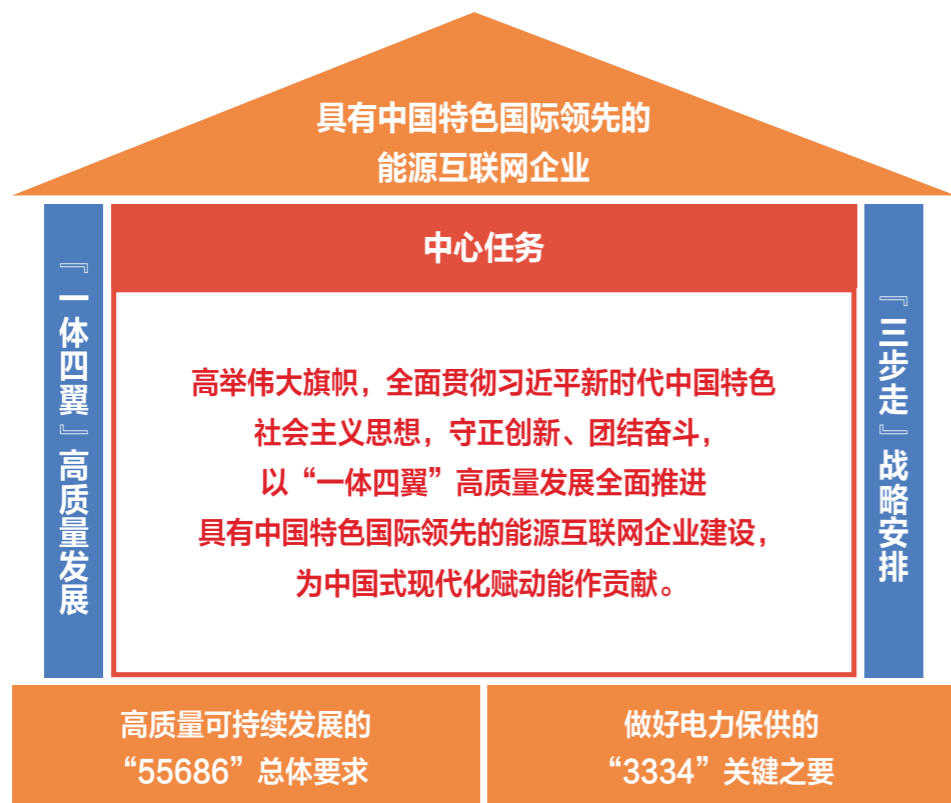 具有中国特色国际领先的
能源互联网企业
『一体四翼』高质量发展
中心任务
高举伟大旗帜，全面贯彻习近平新时代中国特色
社会主义思想，守正创新、团结奋斗，
以“一体四翼”高质量发展全面推进
具有中国特色国际领先的能源互联网企业建设，
为中国式现代化赋动能作贡献。
『三步走』战略安排
高质量可持续发展的
“55686”总体要求
做好电力保供的
“3334”关键之要